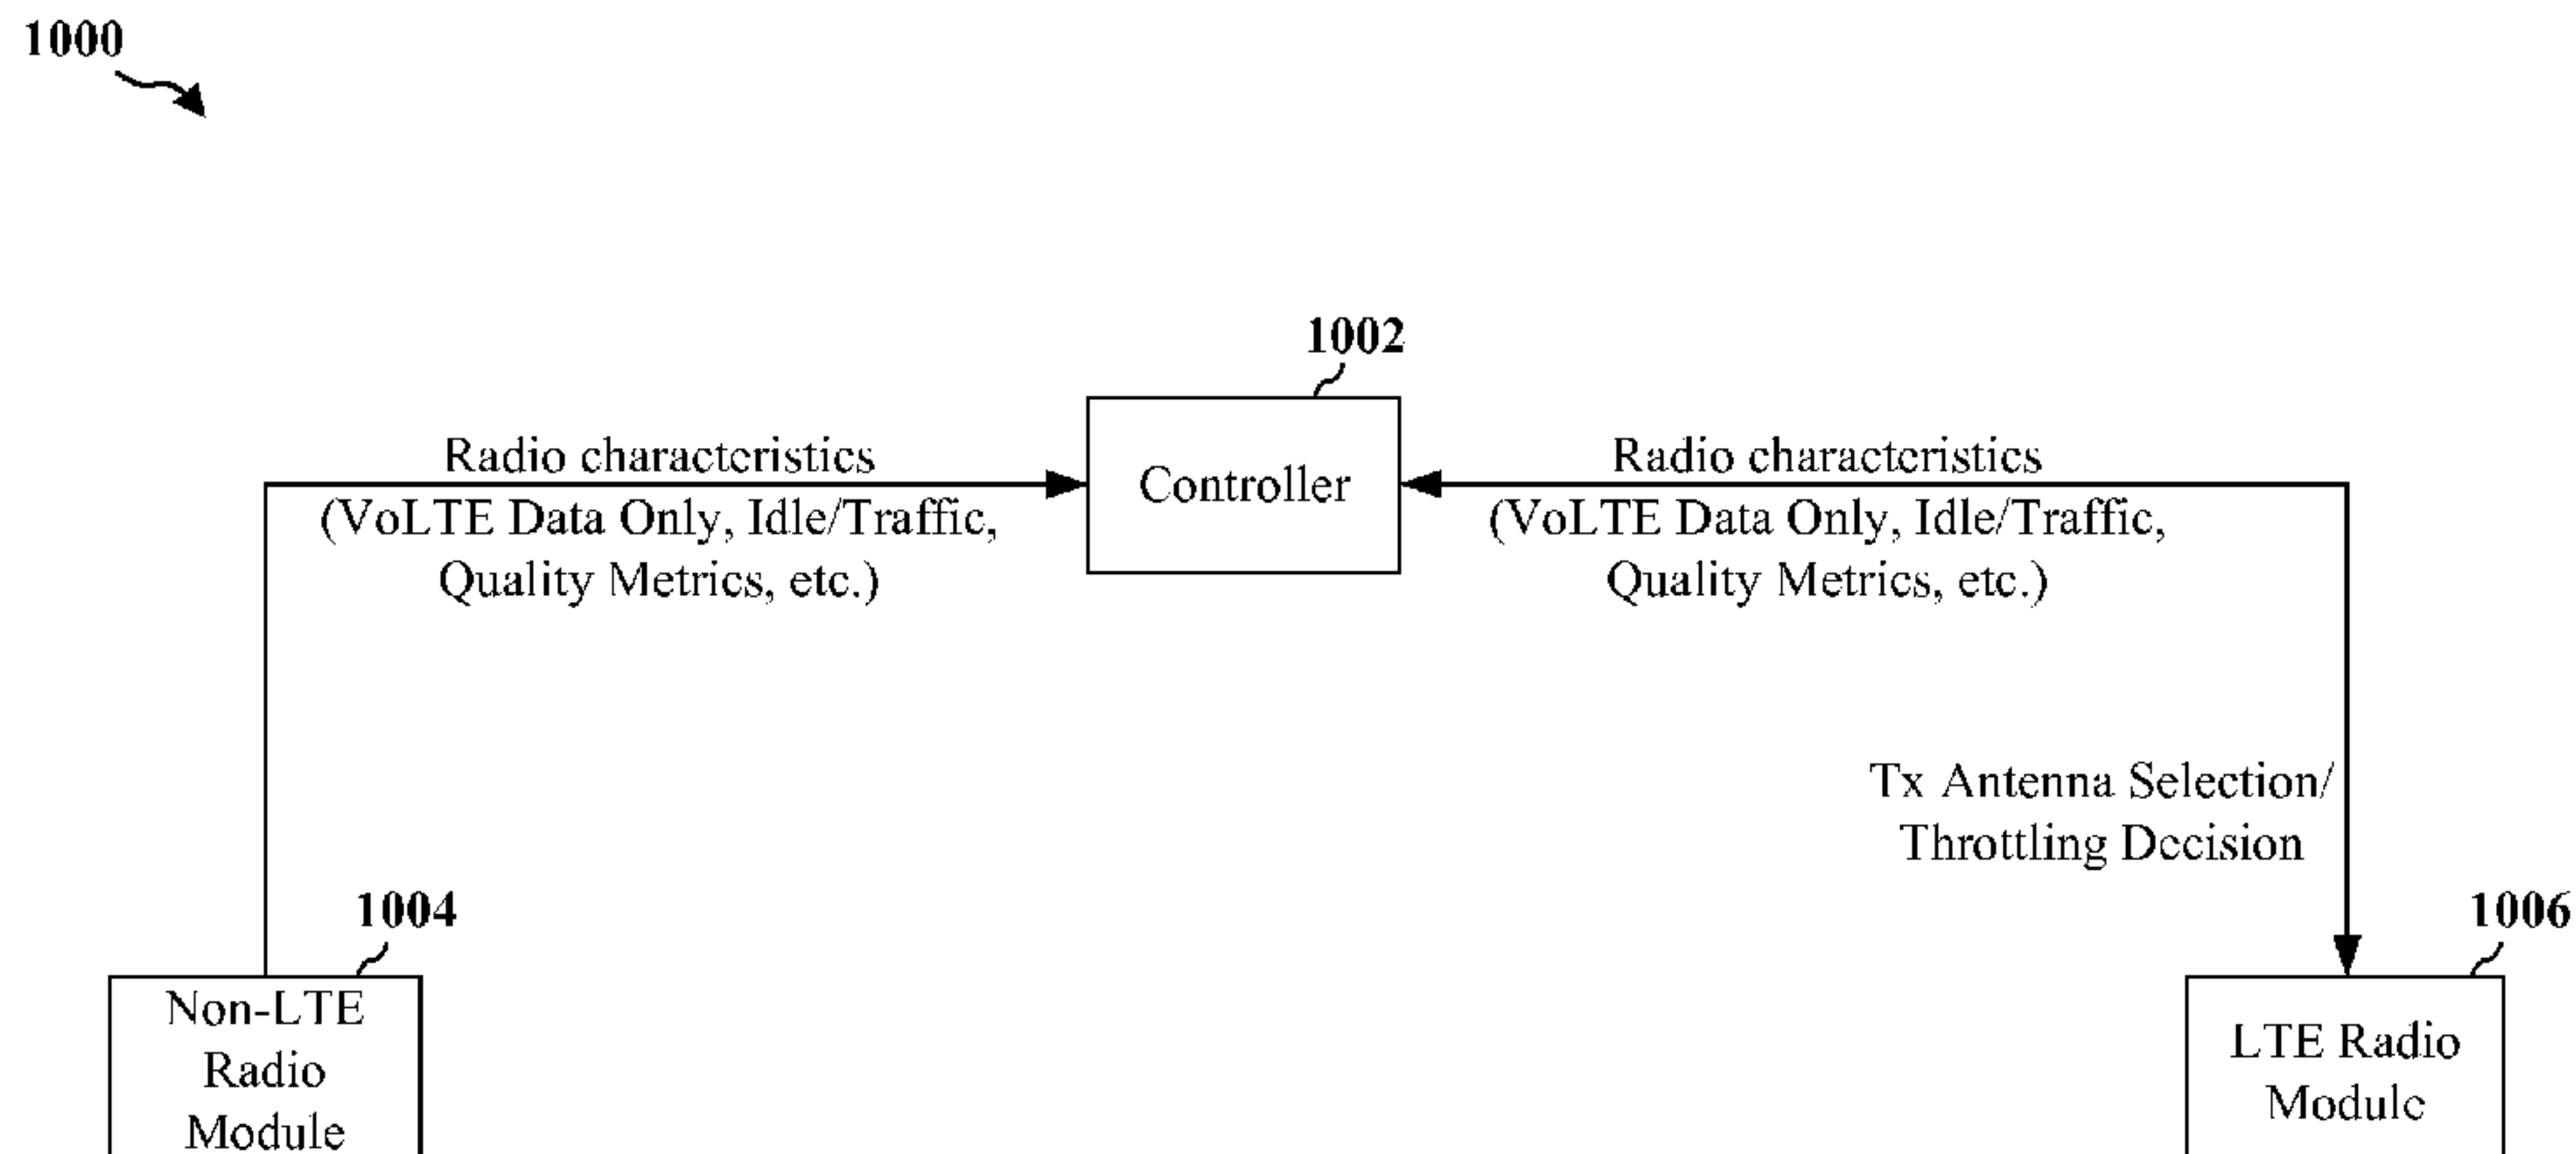 1000
1002
Radio characteristics
(VoLTE Data Only, Idle/Traffic,
Quality Metrics, etc.)
Controller
Radio characteristics
(VoLTE Data Only, Idle/Traffic,
Quality Metrics, etc.)
Tx Antenna Selection/
Throttling Decision
1004
Non-LTE
Radio
Module
1006
LTE Radio
Module